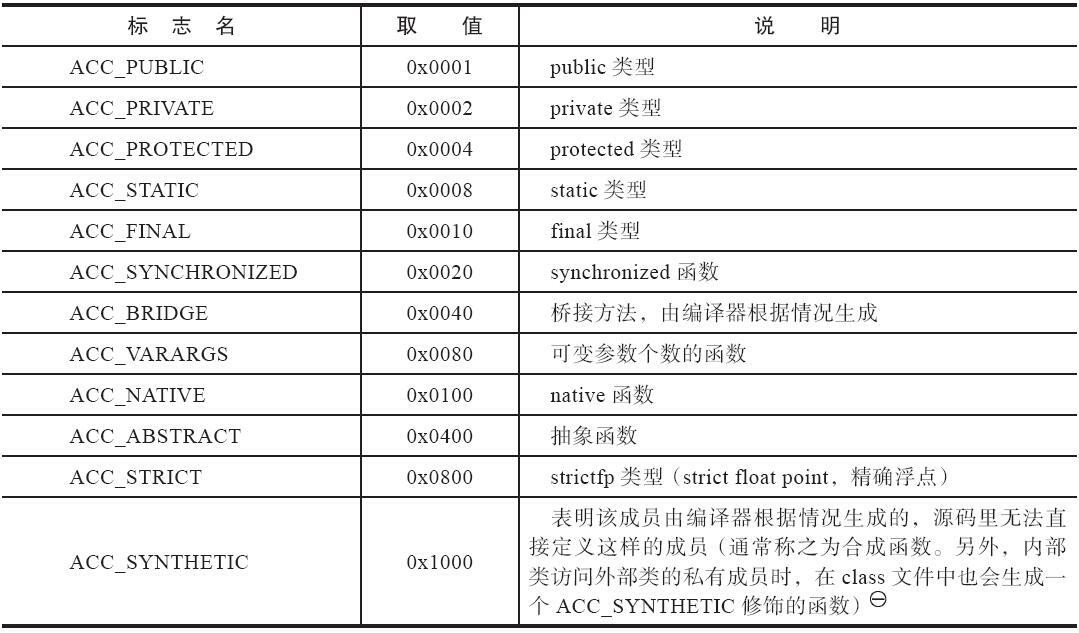 标 志 名 取 值 说 明
ACC_PUBLIC 0x0001 public 类型
ACC_PRIVATE 0x0002 private 类型
ACC_PROTECTED 0x0004 protected 类型
ACC_STATIC 0x0008 static 类型
ACC_FINAL 0x0010 final 类型
ACC_SYNCHRONIZED 0x0020 synchronized 函数
ACC_BRIDGE 0x0040 桥接方法，由编译器根据情况生成
ACC_VARARGS 0x0080 可变参数个数的函数
ACC_NATIVE 0x0100 native 函数
ACC_ABSTRACT 0x0400 抽象函数
ACC_STRICT 0x0800 strictfp 类型（strict float point，精确浮点）
ACC_SYNTHETIC 0x1000
表明该成员由编译器根据情况生成的，源码里无法直
接定义这样的成员（通常称之为合成函数。另外，内部
类访问外部类的私有成员时，在 class 文件中也会生成一
个 ACC_SYNTHETIC 修饰的函数）㊀